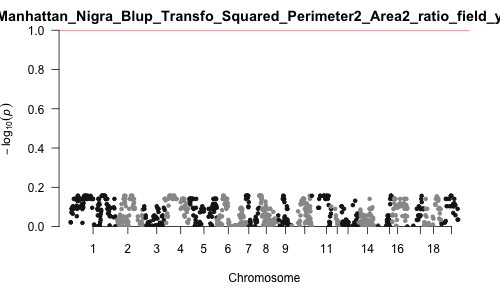 Manhattan_Nigra_Blup_Transfo_Squared_Perimeter2_Area2_ratio_field_y
1.0
0.8
0.6
0.4
0.2
0.0
− log10(p)
1 2 3 4 5 6 7 8 9 11 14 16 18
Chromosome